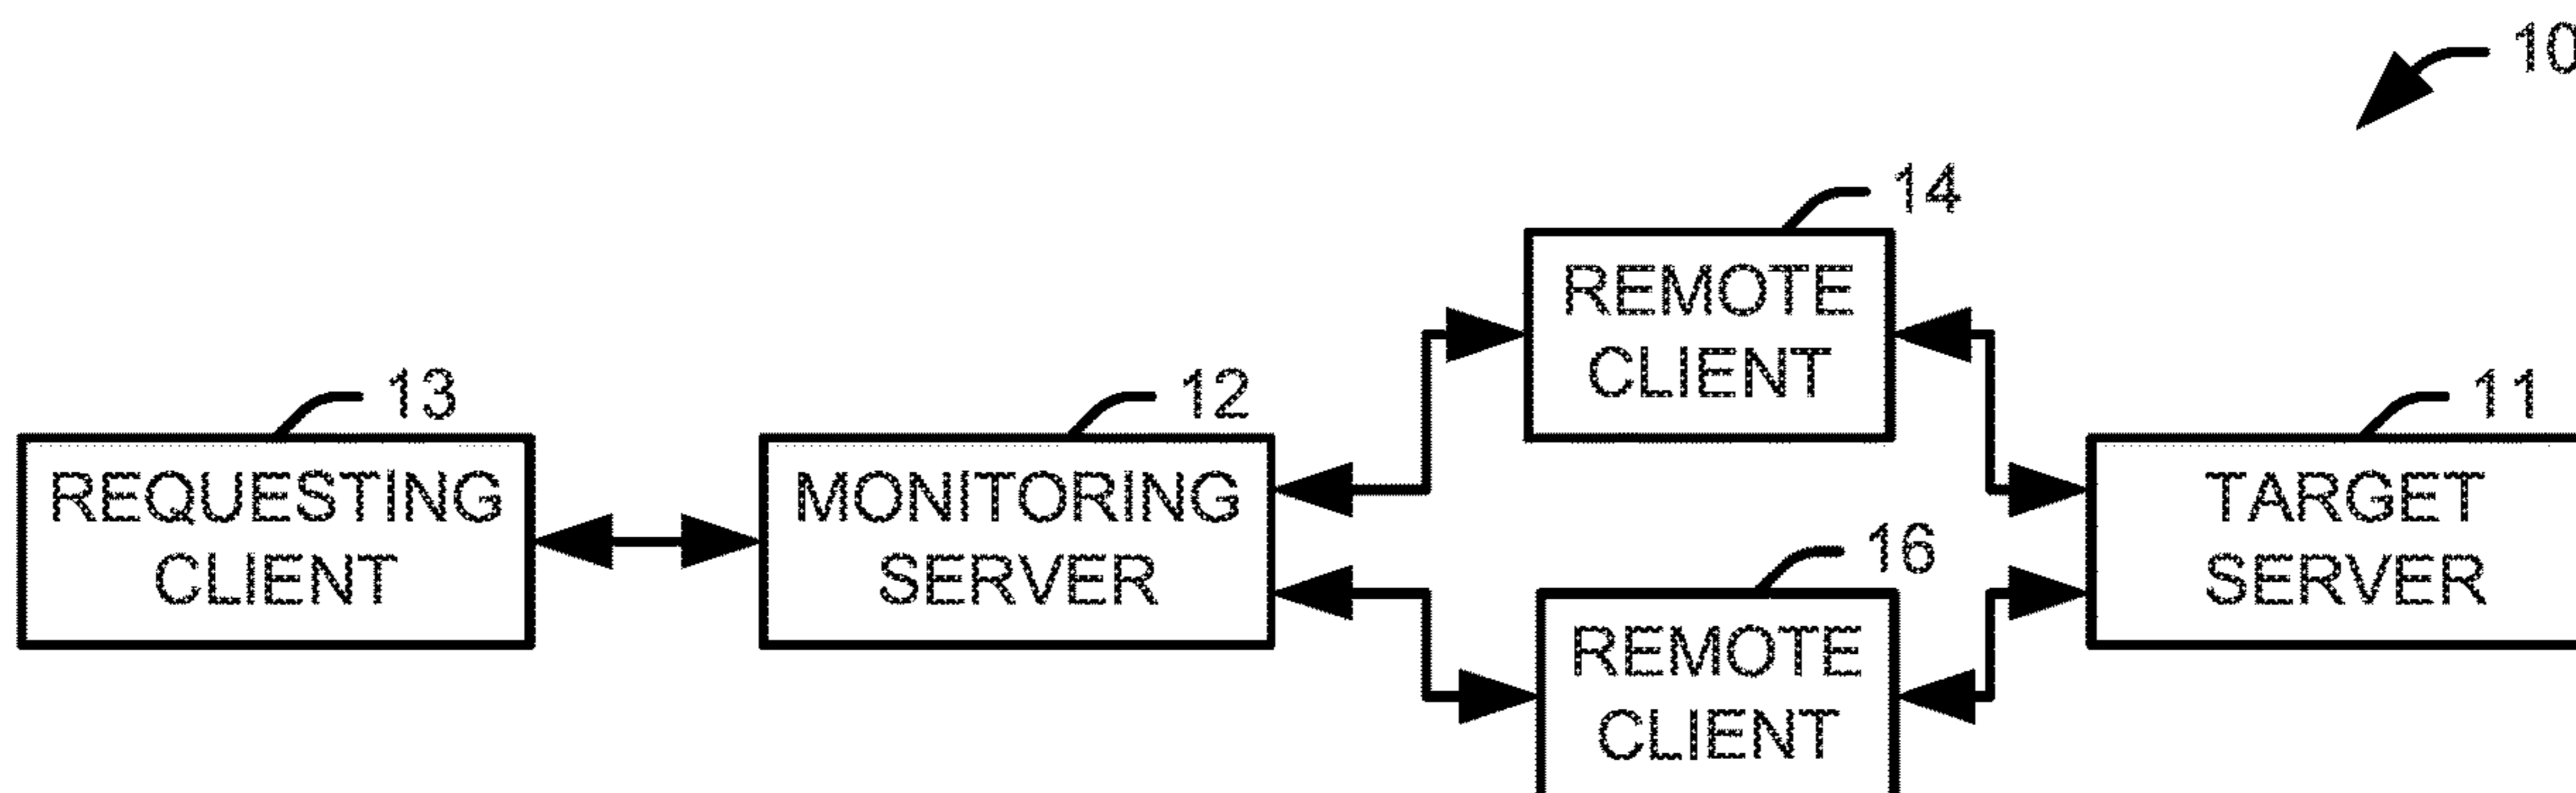 10
14
REMOTE
CLIENT
13
REQUESTING
CLIENT
12
MONITORING
SERVER
11
TARGET
SERVER
16
REMOTE
CLIENT